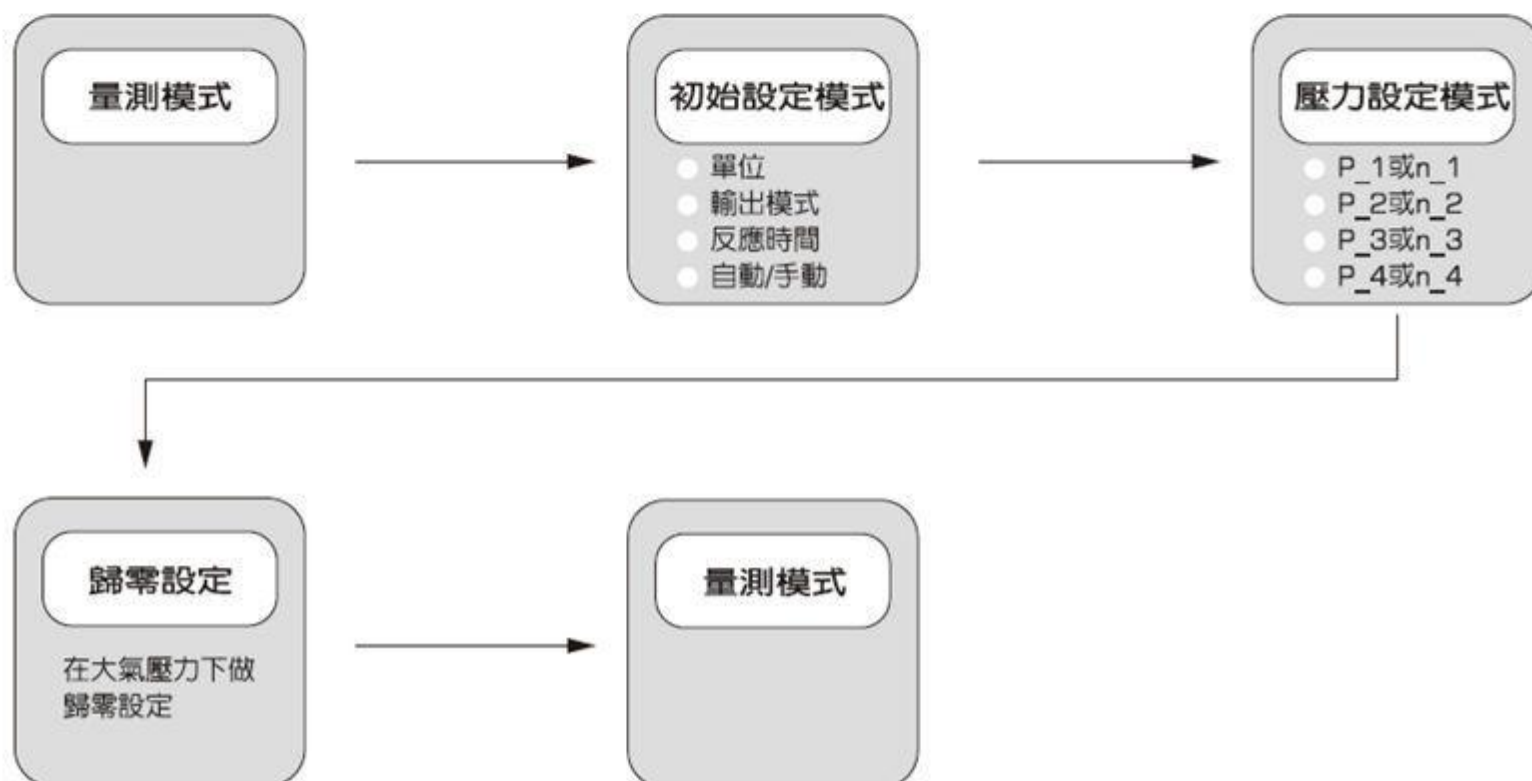 量測模式
初始設定模式
單位
輸出模式
反應時間
自動/手動
壓力設定模式
P_1或n_1
P_2或n_2
P_3或n_3
P_4或n_4
歸零設定
在大氣壓力下做
歸零設定
量測模式